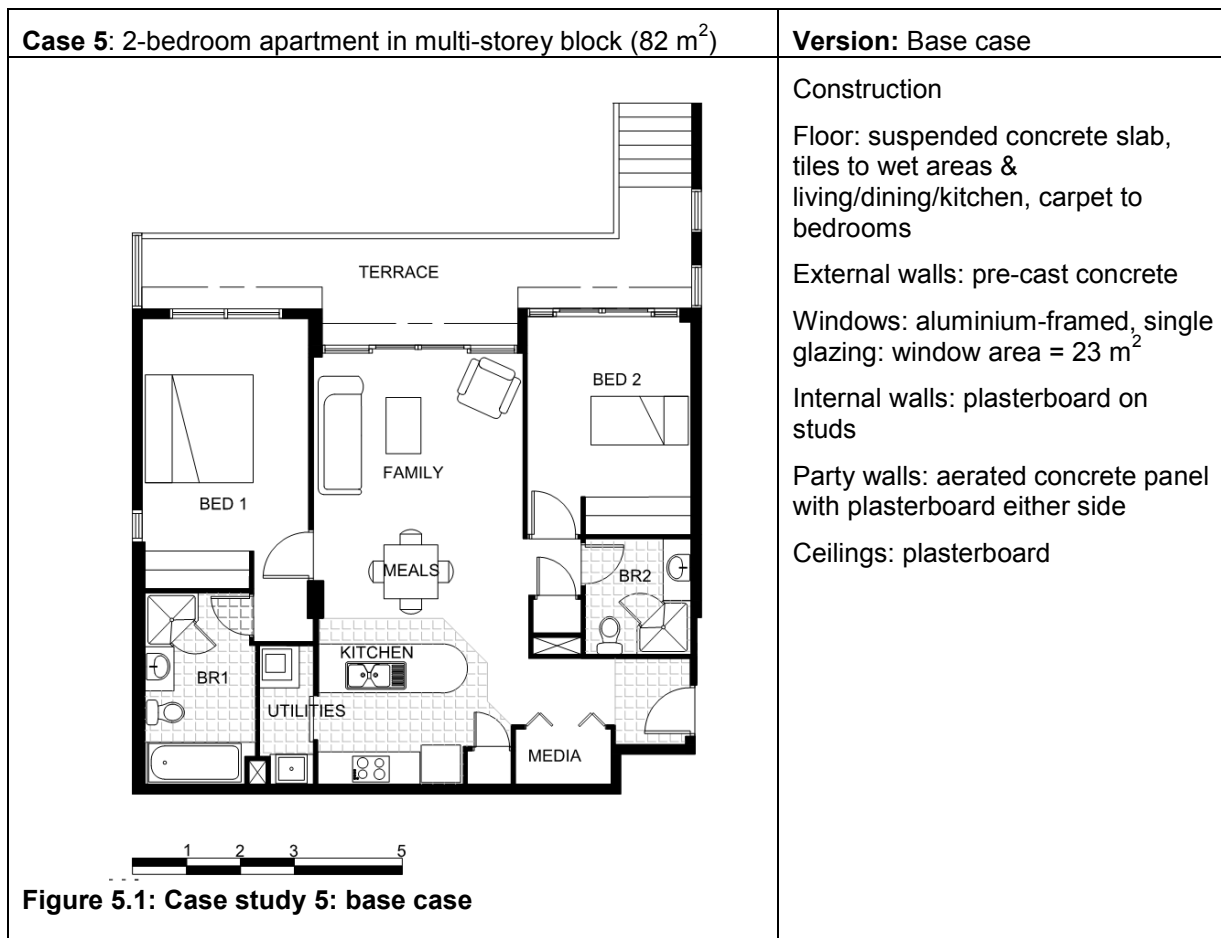 Case 5: 2-bedroom apartment in multi-storey block (82 m²)
Version: Base case
TERRACE
BED 2
FAMILY
BED 1
MEALS
BR2
KITCHEN
BR1
UTILITIES
MEDIA
1 2 3 5
Figure 5.1: Case study 5: base case
Construction
Floor: suspended concrete slab,
tiles to wet areas &
living/dining/kitchen, carpet to
bedrooms
External walls: pre-cast concrete
Windows: aluminium-framed, single
glazing: window area = 23 m²
Internal walls: plasterboard on
studs
Party walls: aerated concrete panel
with plasterboard either side
Ceilings: plasterboard